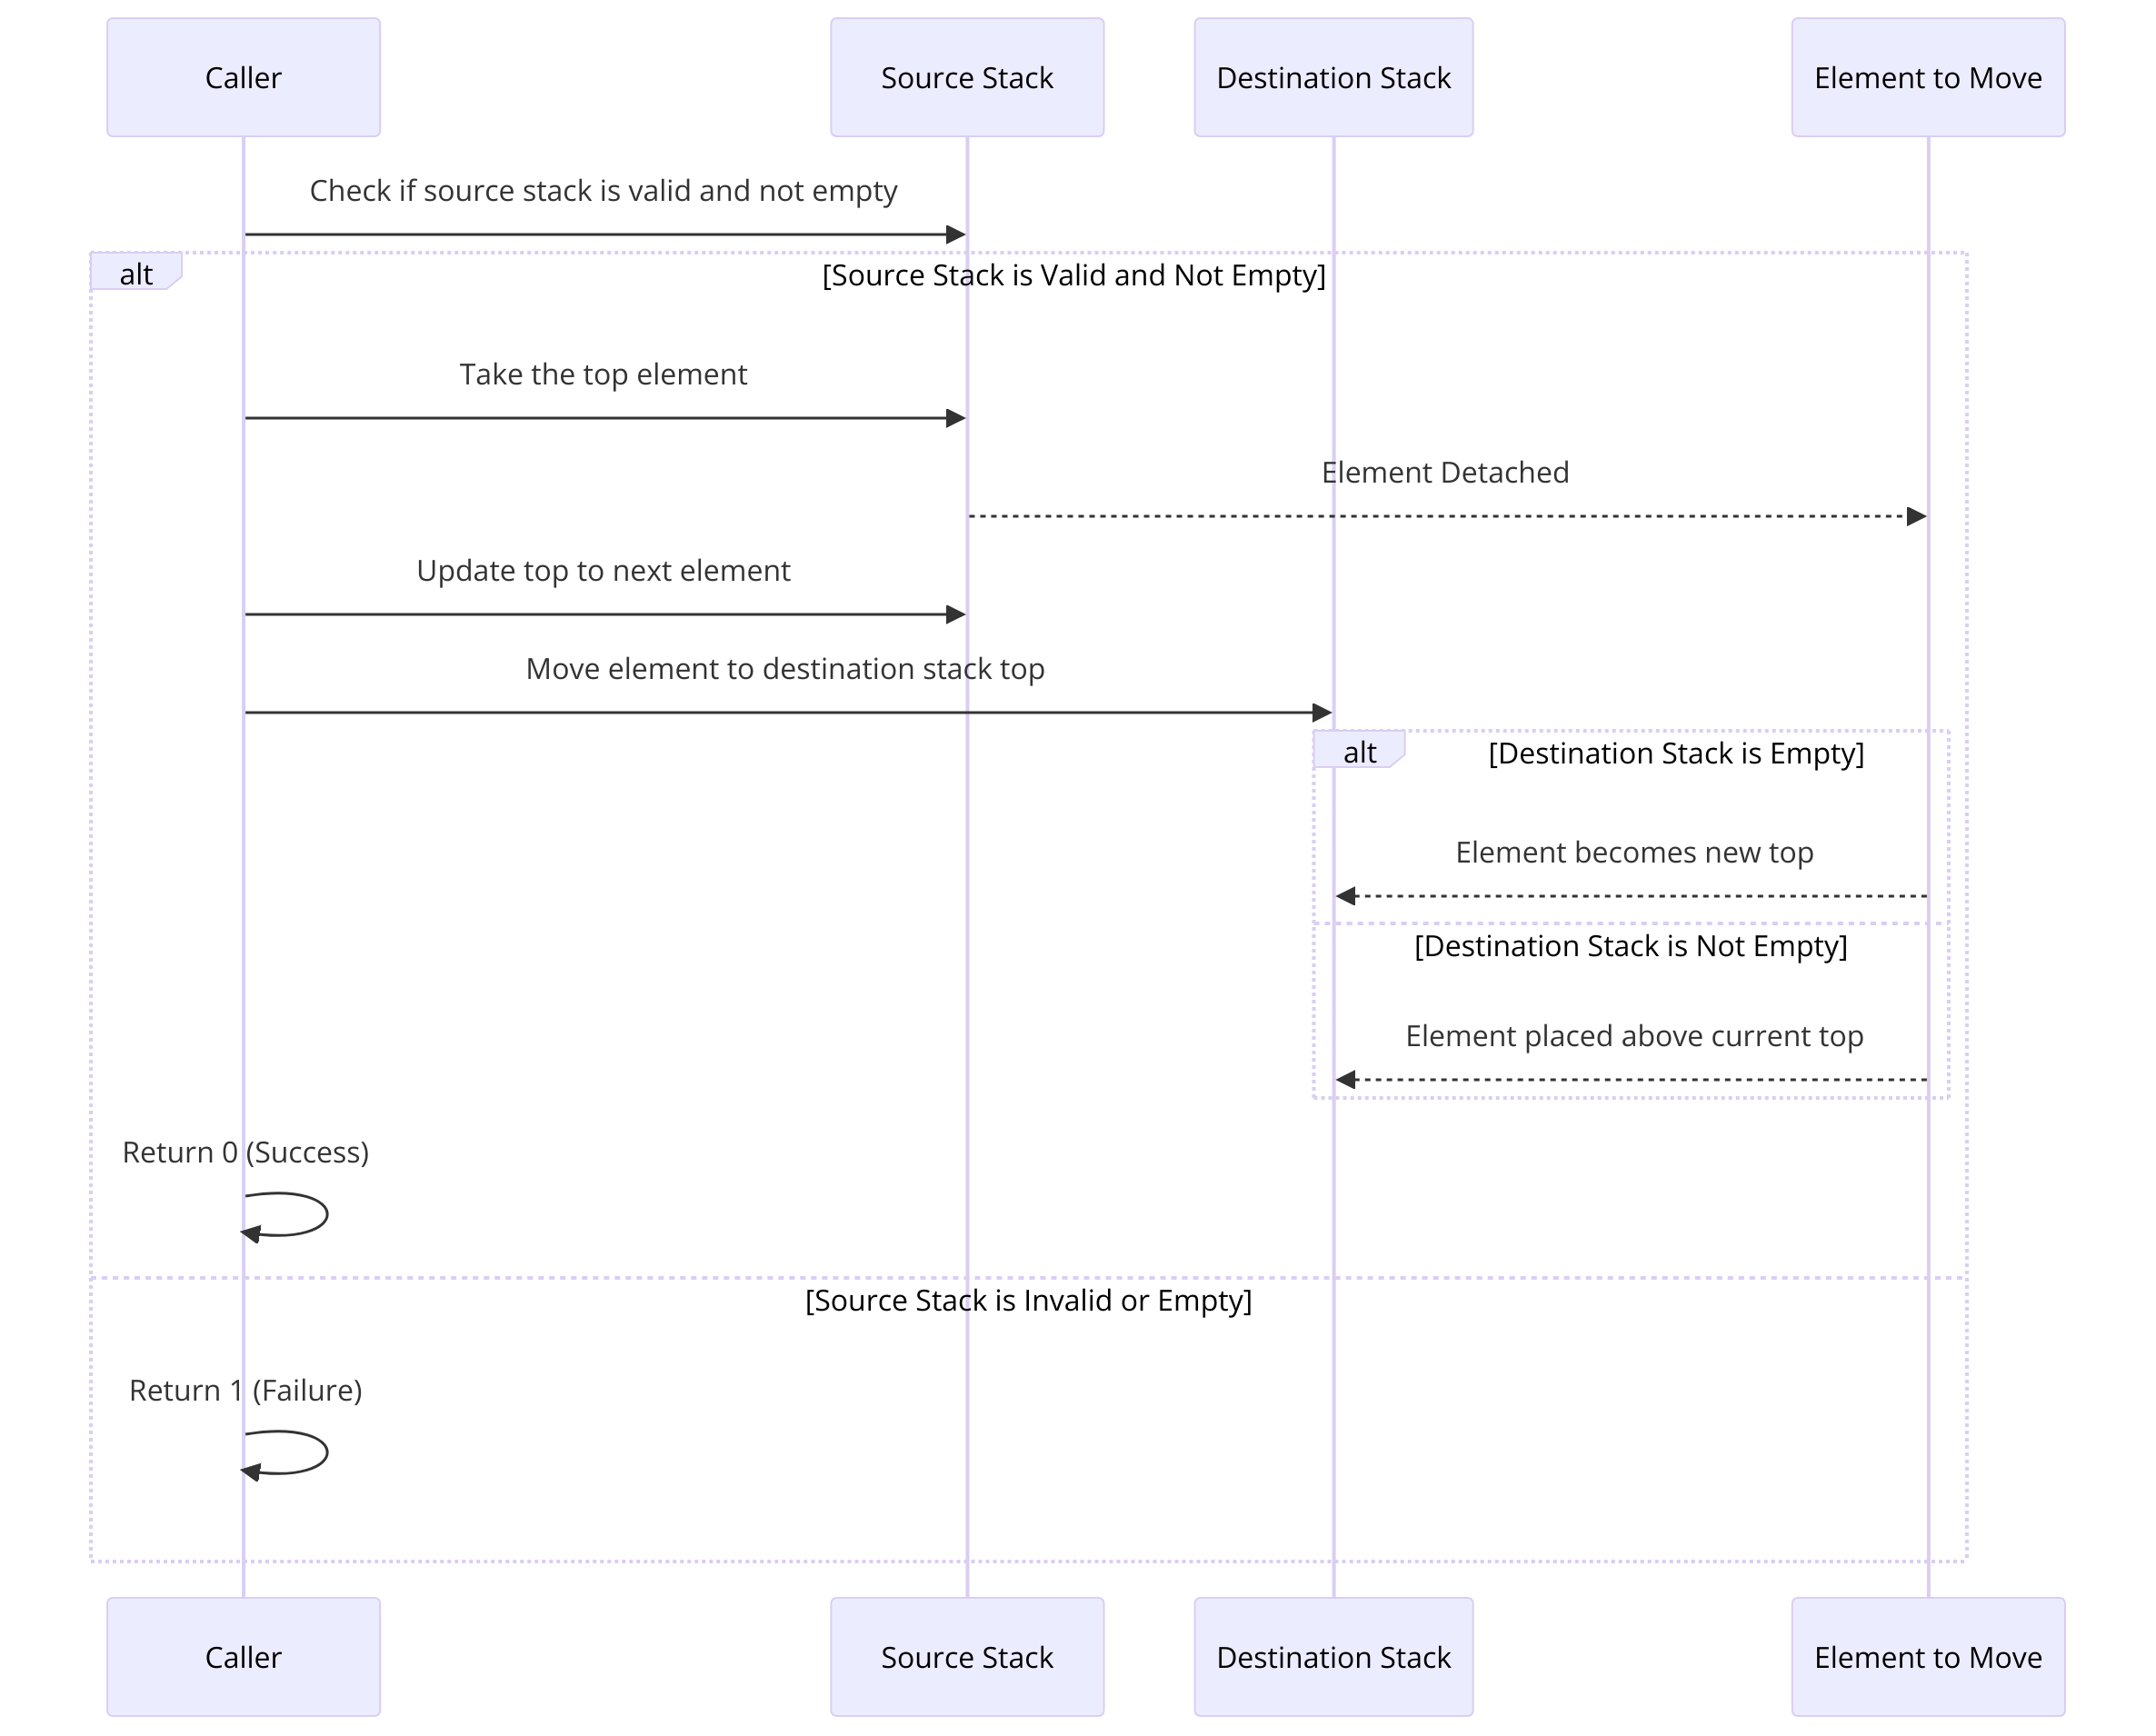 Caller
Source Stack
Destination Stack
Element to Move
Check if source stack is valid and not empty
alt
[Source Stack is Valid and Not Empty]
Take the top element
Element Detached
Update top to next element
Move element to destination stack top
alt
[Destination Stack is Empty]
Element becomes new top
[Destination Stack is Not Empty]
Element placed above current top
Return 0 (Success)
[Source Stack is Invalid or Empty]
Return 1 (Failure)
Caller
Source Stack
Destination Stack
Element to Move